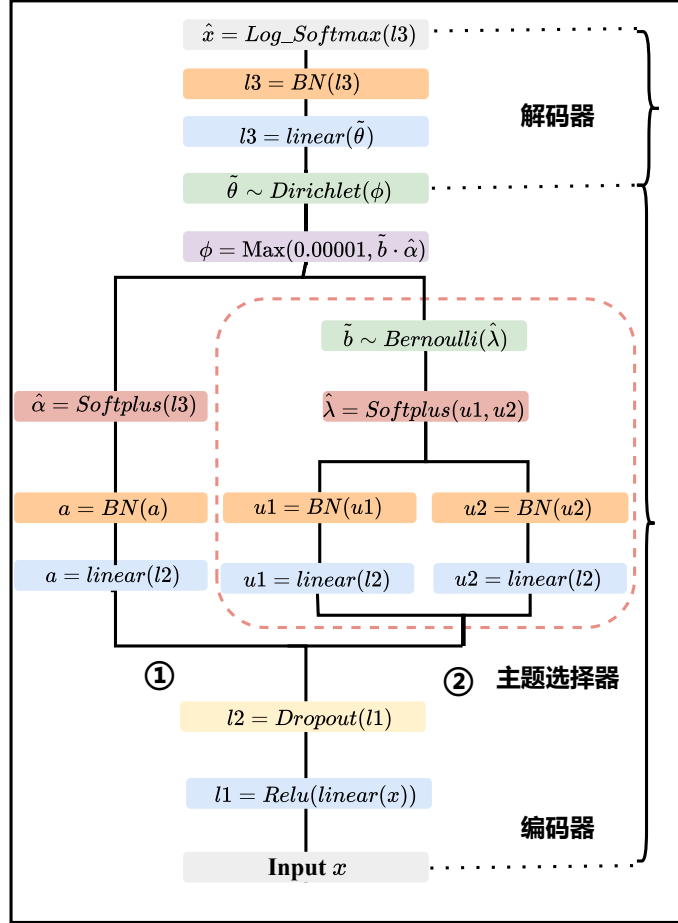 x̂ = Log_Softmax(l3)
l3 = BN(l3)
解码器
l3 = linear(θ̃)
θ̃ ∼ Dirichlet(ϕ)
ϕ = Max(0.00001, b̃ · α̂)
b̃ ∼ Bernoulli(λ̂)
α̂ = Softplus(l3)
λ̂ = Softplus(u1, u2)
a = BN(a)
u1 = BN(u1)
u2 = BN(u2)
a = linear(l2)
u1 = linear(l2)
u2 = linear(l2)
①
②
主题选择器
l2 = Dropout(l1)
l1 = Relu(linear(x))
编码器
Input x